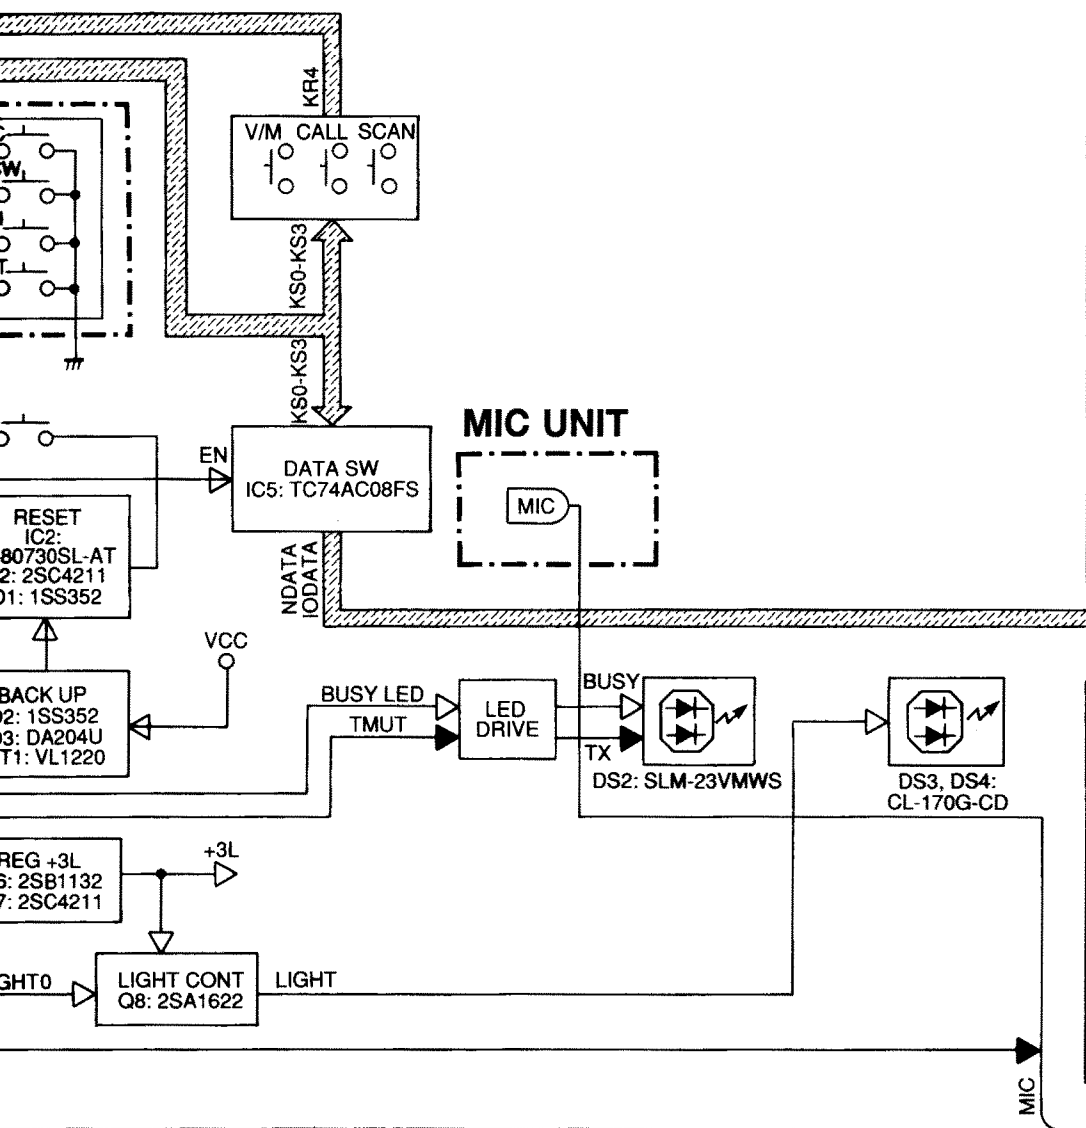 KR4
V/M CALL SCAN
KS0-KS3
KS0-KS3
MIC UNIT
EN
DATA SW
IC5: TC74AC08FS
MIC
RESET
IC2:
80730SL-AT
2: 2SC4211
D1: 1SS352
NDATA
IODATA
VCC
BACK UP
D2: 1SS352
D3: DA204U
T1: VL1220
BUSY LED
TMUT
LED
DRIVE
BUSY
TX
DS2: SLM-23VMWS
DS3, DS4:
CL-170G-CD
REG +3L
6: 2SB1132
7: 2SC4211
+3L
LIGHT CONT
Q8: 2SA1622
GHT0
LIGHT
MIC